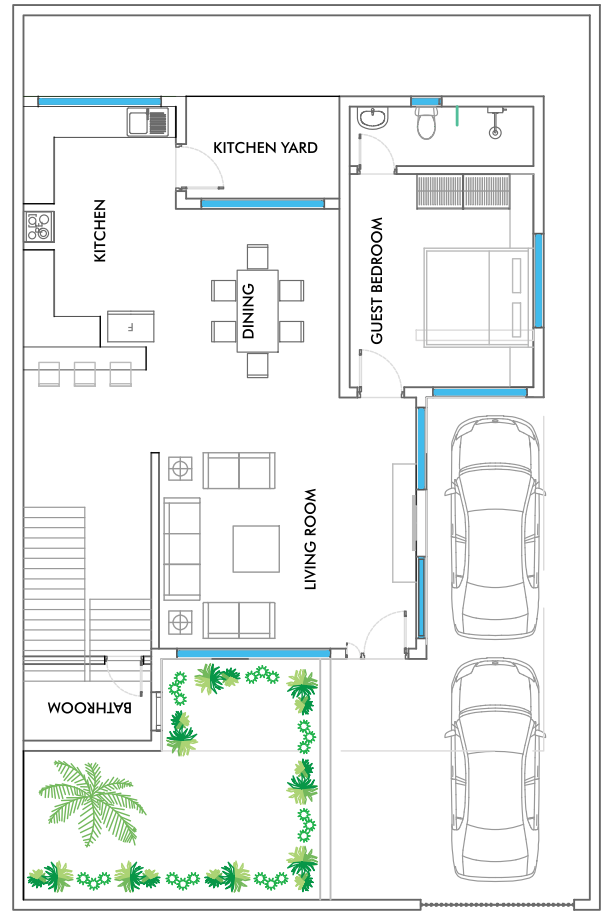 KITCHEN YARD
KITCHEN
GUEST BEDROOM
DINING
F
LIVING ROOM
BATHROOM